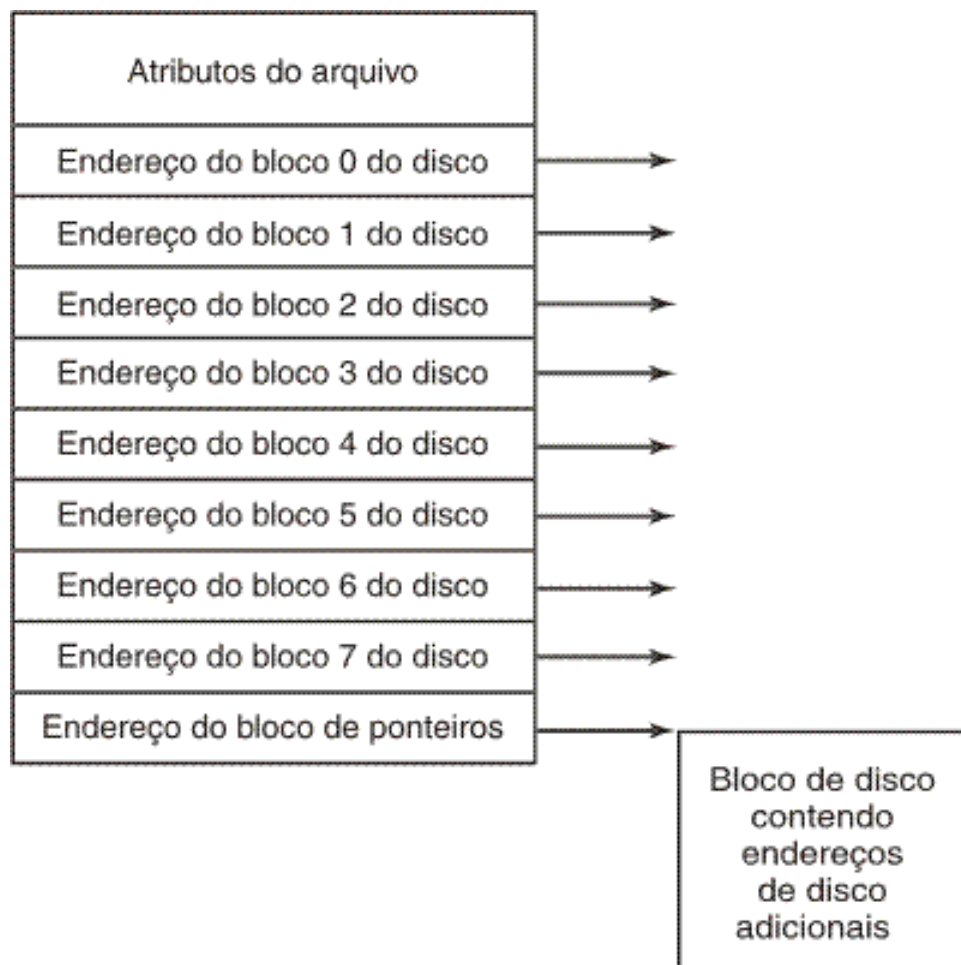 Atributos do arquivo
Endereço do bloco 0 do disco
Endereço do bloco 1 do disco
Endereço do bloco 2 do disco
Endereço do bloco 3 do disco
Endereço do bloco 4 do disco
Endereço do bloco 5 do disco
Endereço do bloco 6 do disco
Endereço do bloco 7 do disco
Endereço do bloco de ponteiros
Bloco de disco
contendo
endereços
de disco
adicionais